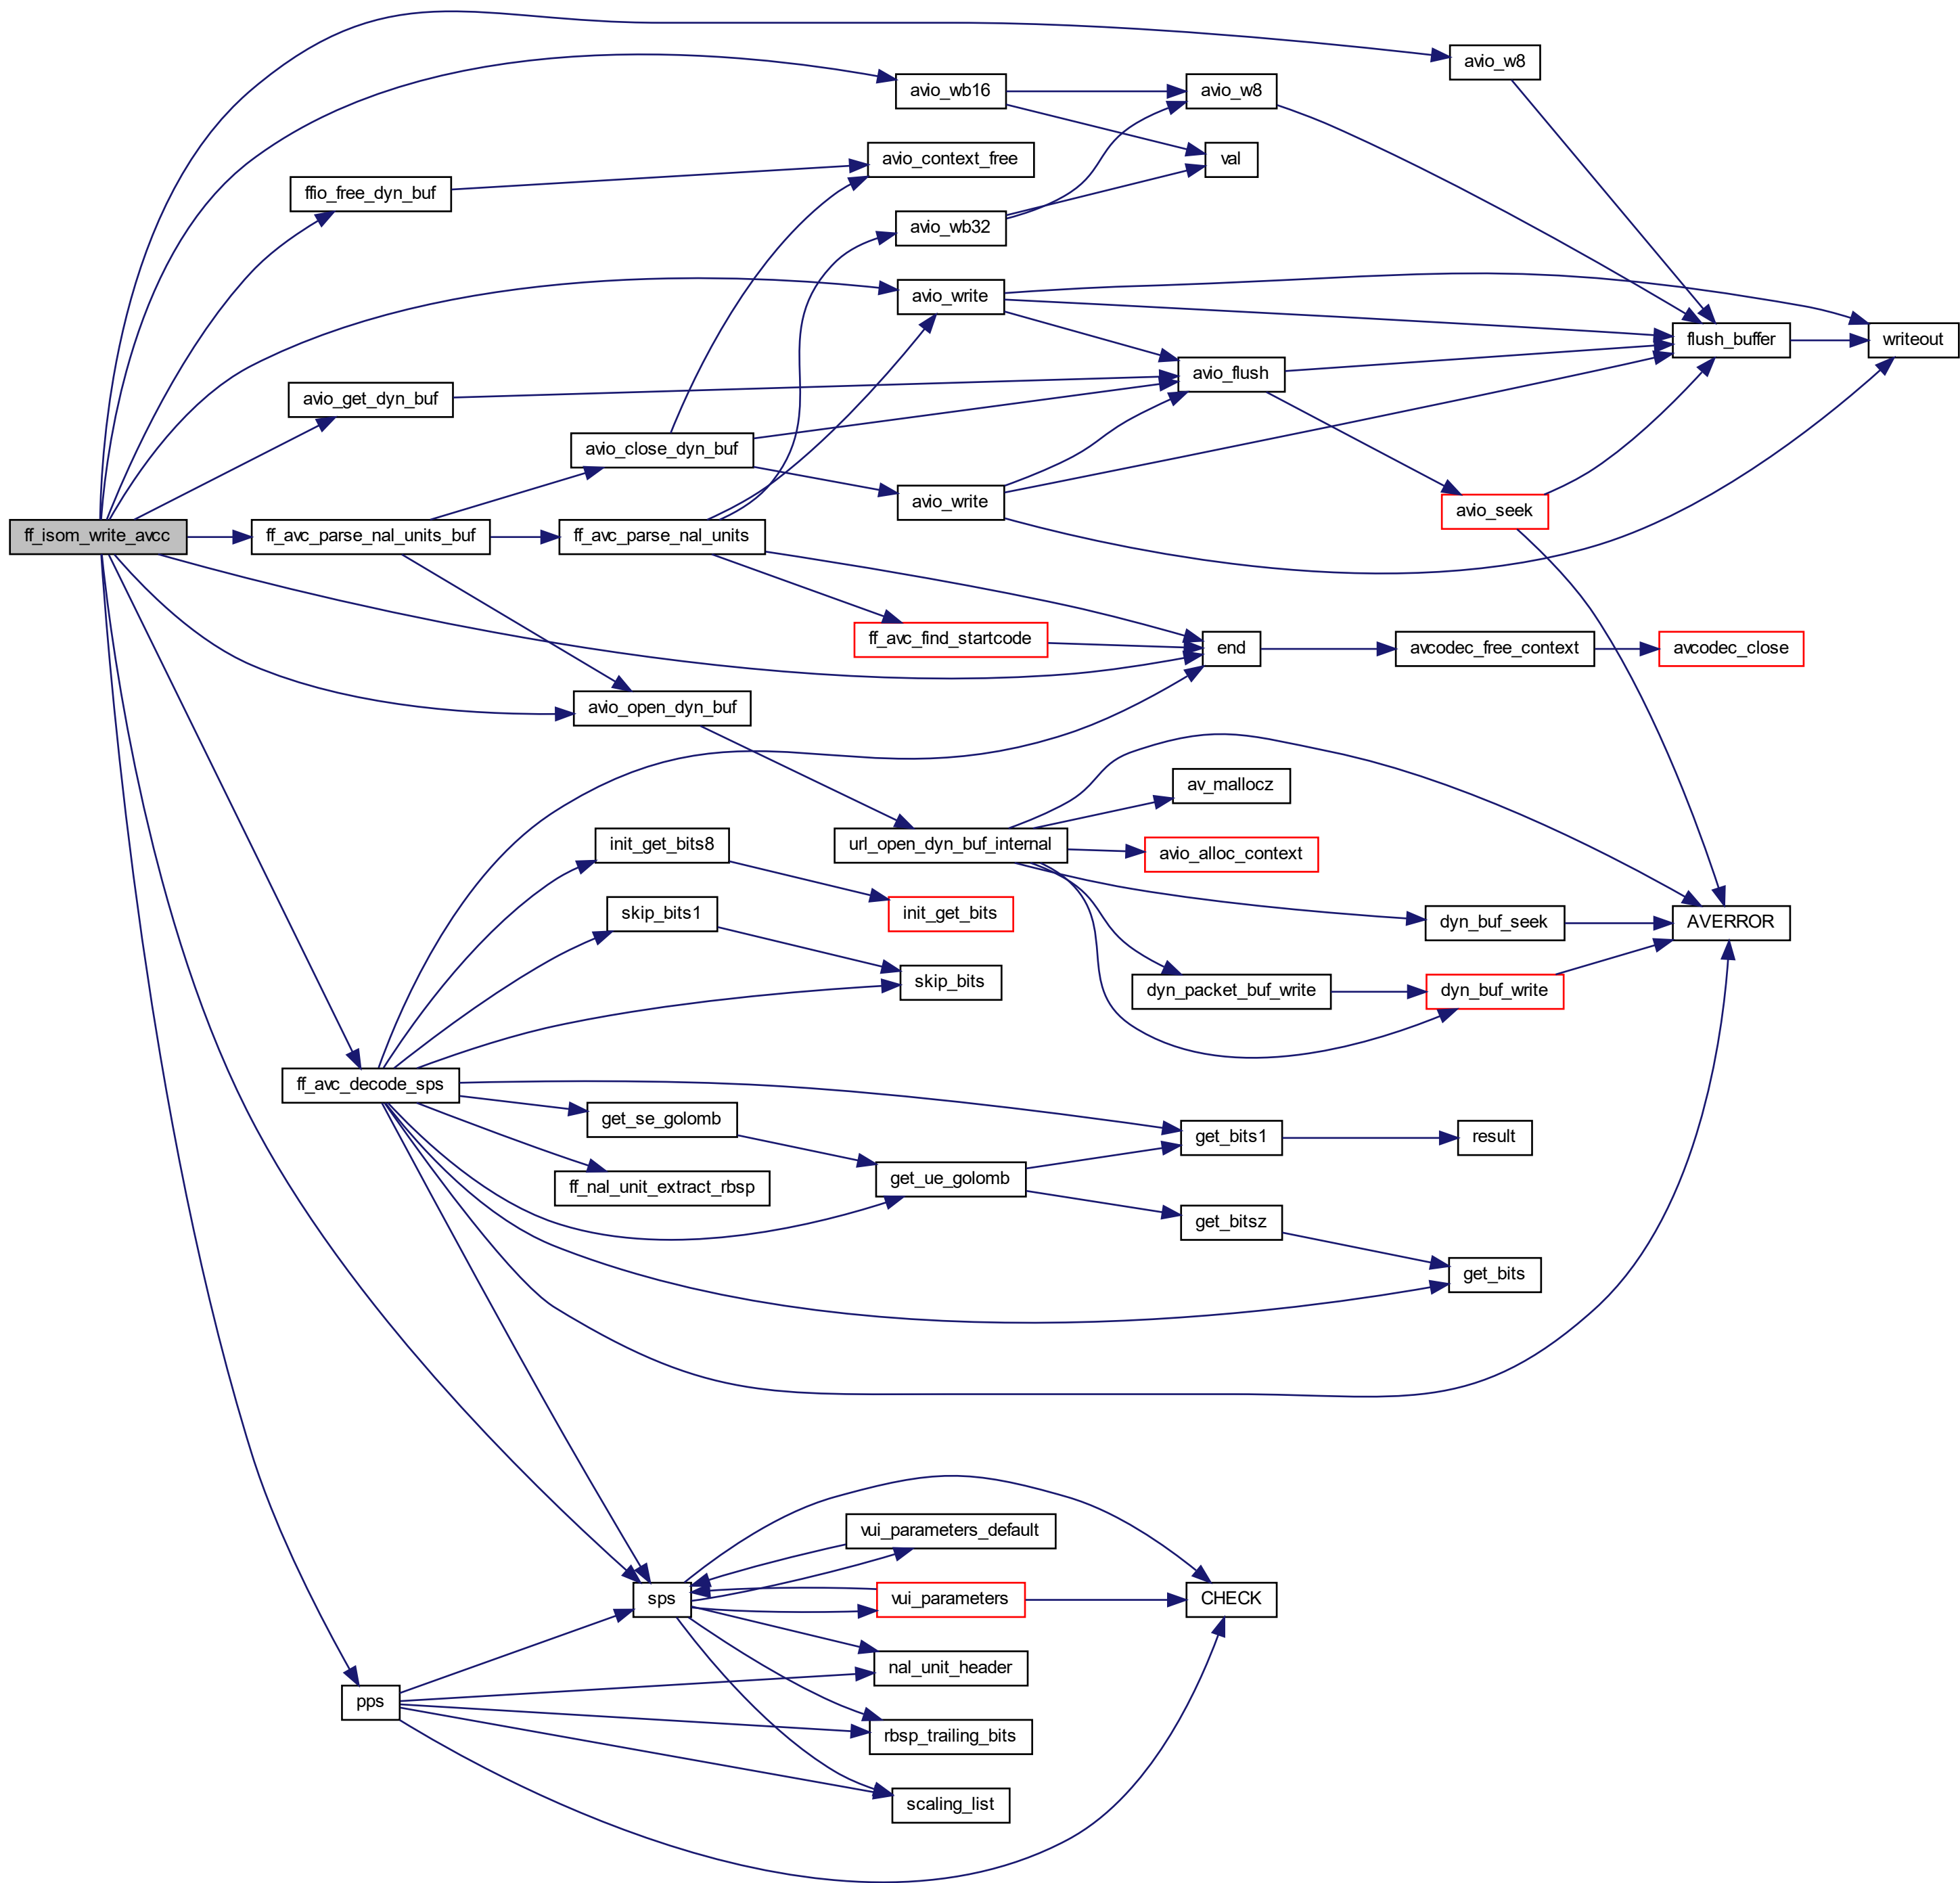 avio_w8
avio_wb16
avio_w8
avio_context_free
val
ffio_free_dyn_buf
avio_wb32
avio_write
flush_buffer
writeout
avio_flush
avio_get_dyn_buf
avio_close_dyn_buf
avio_write
avio_seek
ff_isom_write_avcc
ff_avc_parse_nal_units_buf
ff_avc_parse_nal_units
ff_avc_find_startcode
end
avcodec_free_context
avcodec_close
avio_open_dyn_buf
av_mallocz
init_get_bits8
url_open_dyn_buf_internal
avio_alloc_context
skip_bits1
init_get_bits
dyn_buf_seek
AVERROR
skip_bits
dyn_packet_buf_write
dyn_buf_write
ff_avc_decode_sps
get_se_golomb
get_bits1
result
ff_nal_unit_extract_rbsp
get_ue_golomb
get_bitsz
get_bits
vui_parameters_default
sps
vui_parameters
CHECK
nal_unit_header
pps
rbsp_trailing_bits
scaling_list